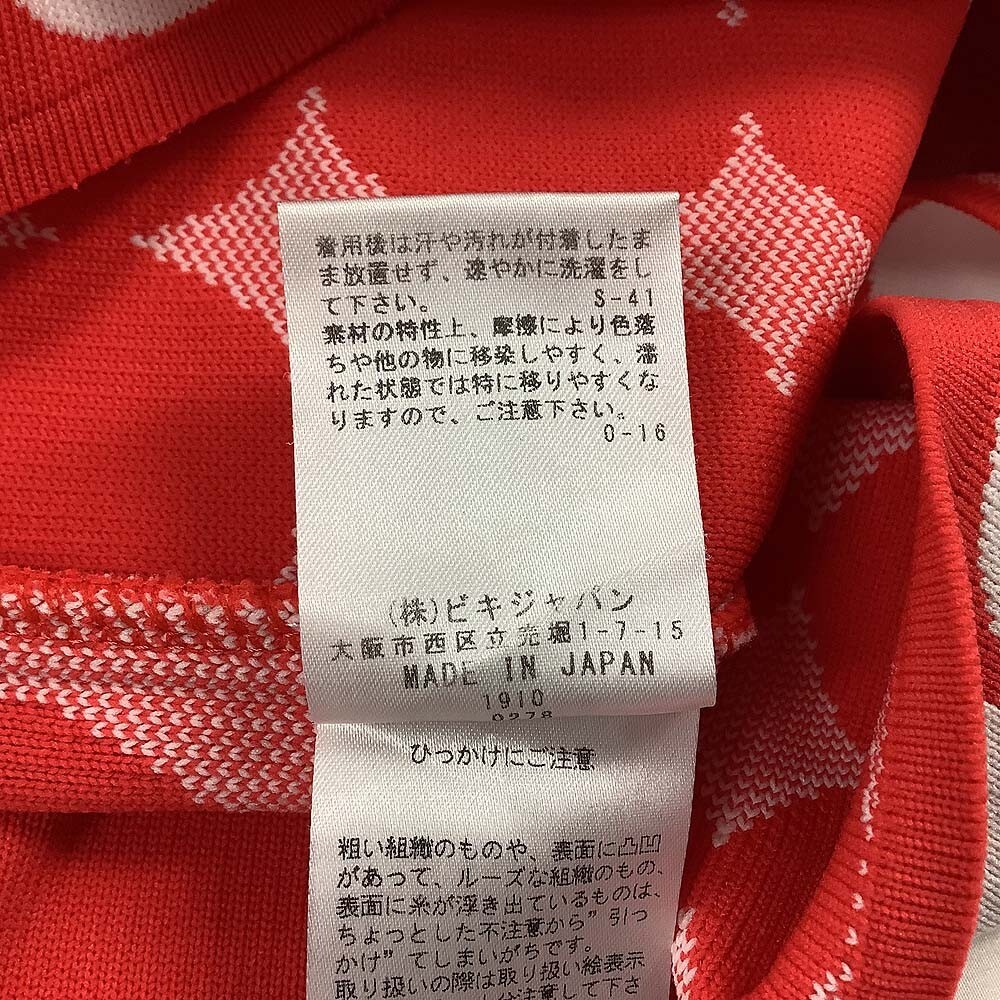 着用後は汗や汚れが付着したま
ま放置せず、速やかに洗濯をし
て下さい。 S-41
素材の特性上、摩擦により色落
ちや他の物に移染しやすく、濡
れた状態では特に移りやすくな
りますので、ご注意下さい。
0-16
(株)ビキジャパン
大阪市西区立売堀1-7-15
MADE IN JAPAN
1910
0278
ひっかけにご注意
粗い組織のものや、表面に凸凹
があって、ルーズな組織のもの、
表面に糸が浮き出ているものは、
ちょっとした不注意から"引っ
かけ"てしまいがちです。
取り扱いの際は取り扱い絵表示